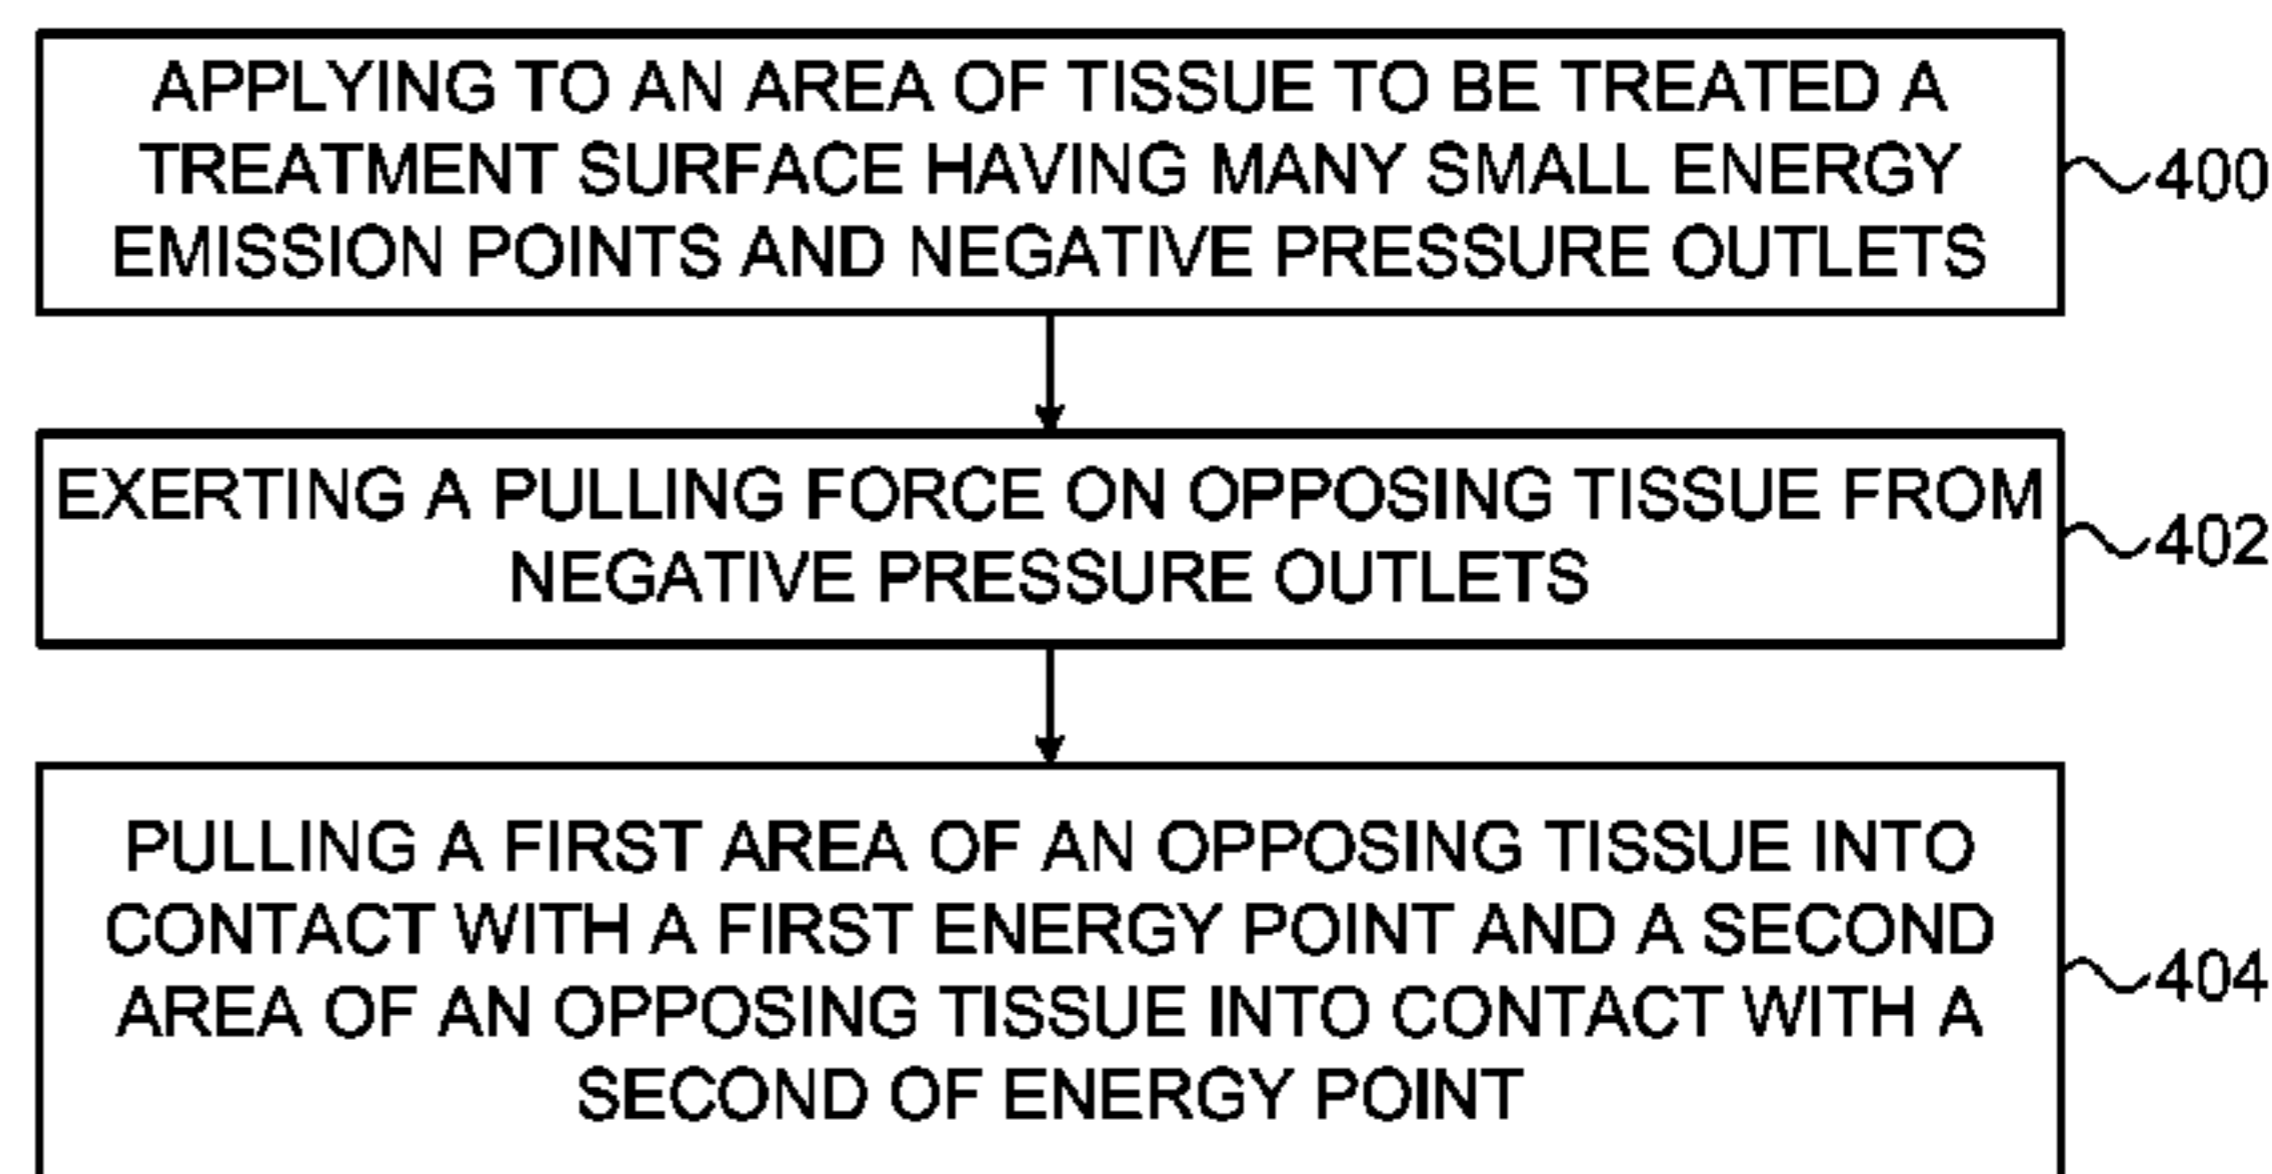 APPLYING TO AN AREA OF TISSUE TO BE TREATED A
TREATMENT SURFACE HAVING MANY SMALL ENERGY
EMISSION POINTS AND NEGATIVE PRESSURE OUTLETS
400
EXERTING A PULLING FORCE ON OPPOSING TISSUE FROM
NEGATIVE PRESSURE OUTLETS
402
PULLING A FIRST AREA OF AN OPPOSING TISSUE INTO
CONTACT WITH A FIRST ENERGY POINT AND A SECOND
AREA OF AN OPPOSING TISSUE INTO CONTACT WITH A
SECOND OF ENERGY POINT
404